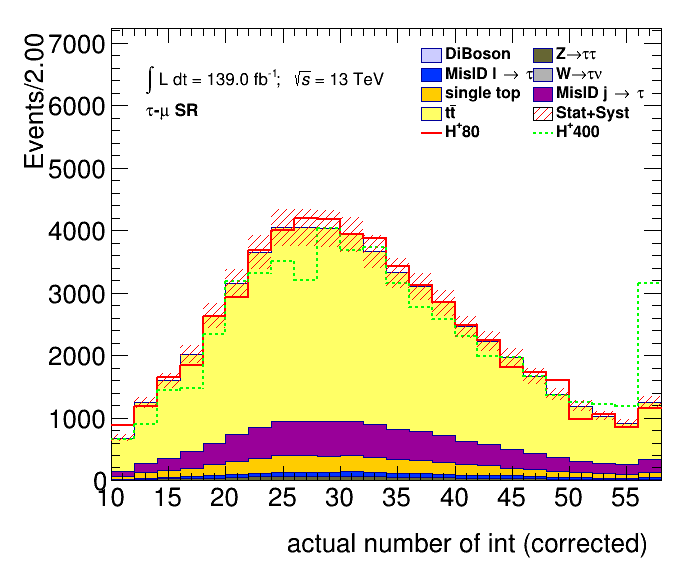 Events/2.00
7000
6000
5000
4000
3000
2000
1000
0
∫ L dt = 139.0 fb⁻¹; √s = 13 TeV
τ-μ SR
DiBoson
Z→ττ
MisID l → τ
W→τν
single top
MisID j → τ
tt̄
Stat+Syst
H⁺80
H⁺400
10 15 20 25 30 35 40 45 50 55
actual number of int (corrected)